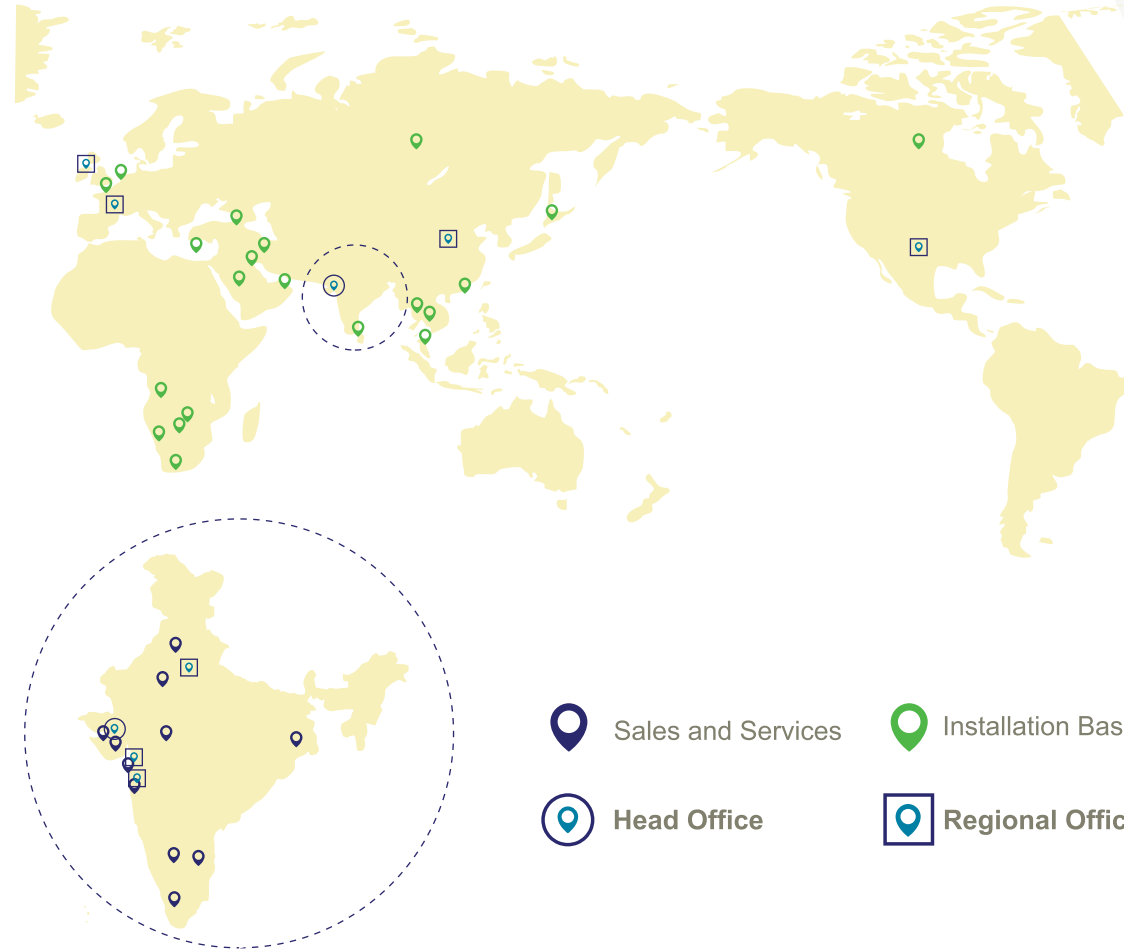 Sales and Services
Installation Bas
Head Office
Regional Offic